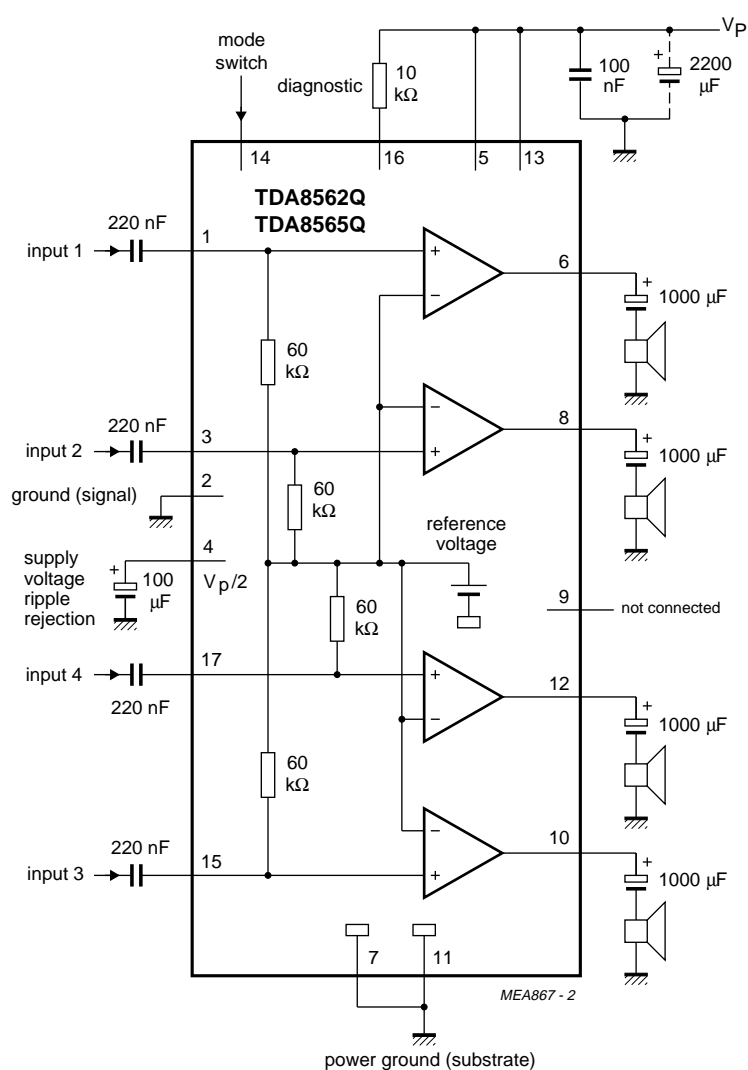 mode
switch
diagnostic
10
kΩ
VP
100
nF
+
2200
μF
14
16
5
13
TDA8562Q
TDA8565Q
220 nF
input 1
1
+
−
6
+
1000 μF
60
kΩ
220 nF
input 2
3
−
+
8
+
1000 μF
2
ground (signal)
60
kΩ
reference
voltage
4
supply
voltage
ripple
rejection
+
100
μF
Vp/2
60
kΩ
9
not connected
17
input 4
220 nF
+
−
12
+
1000 μF
60
kΩ
220 nF
input 3
15
−
+
10
+
1000 μF
7
11
MEA867 - 2
power ground (substrate)